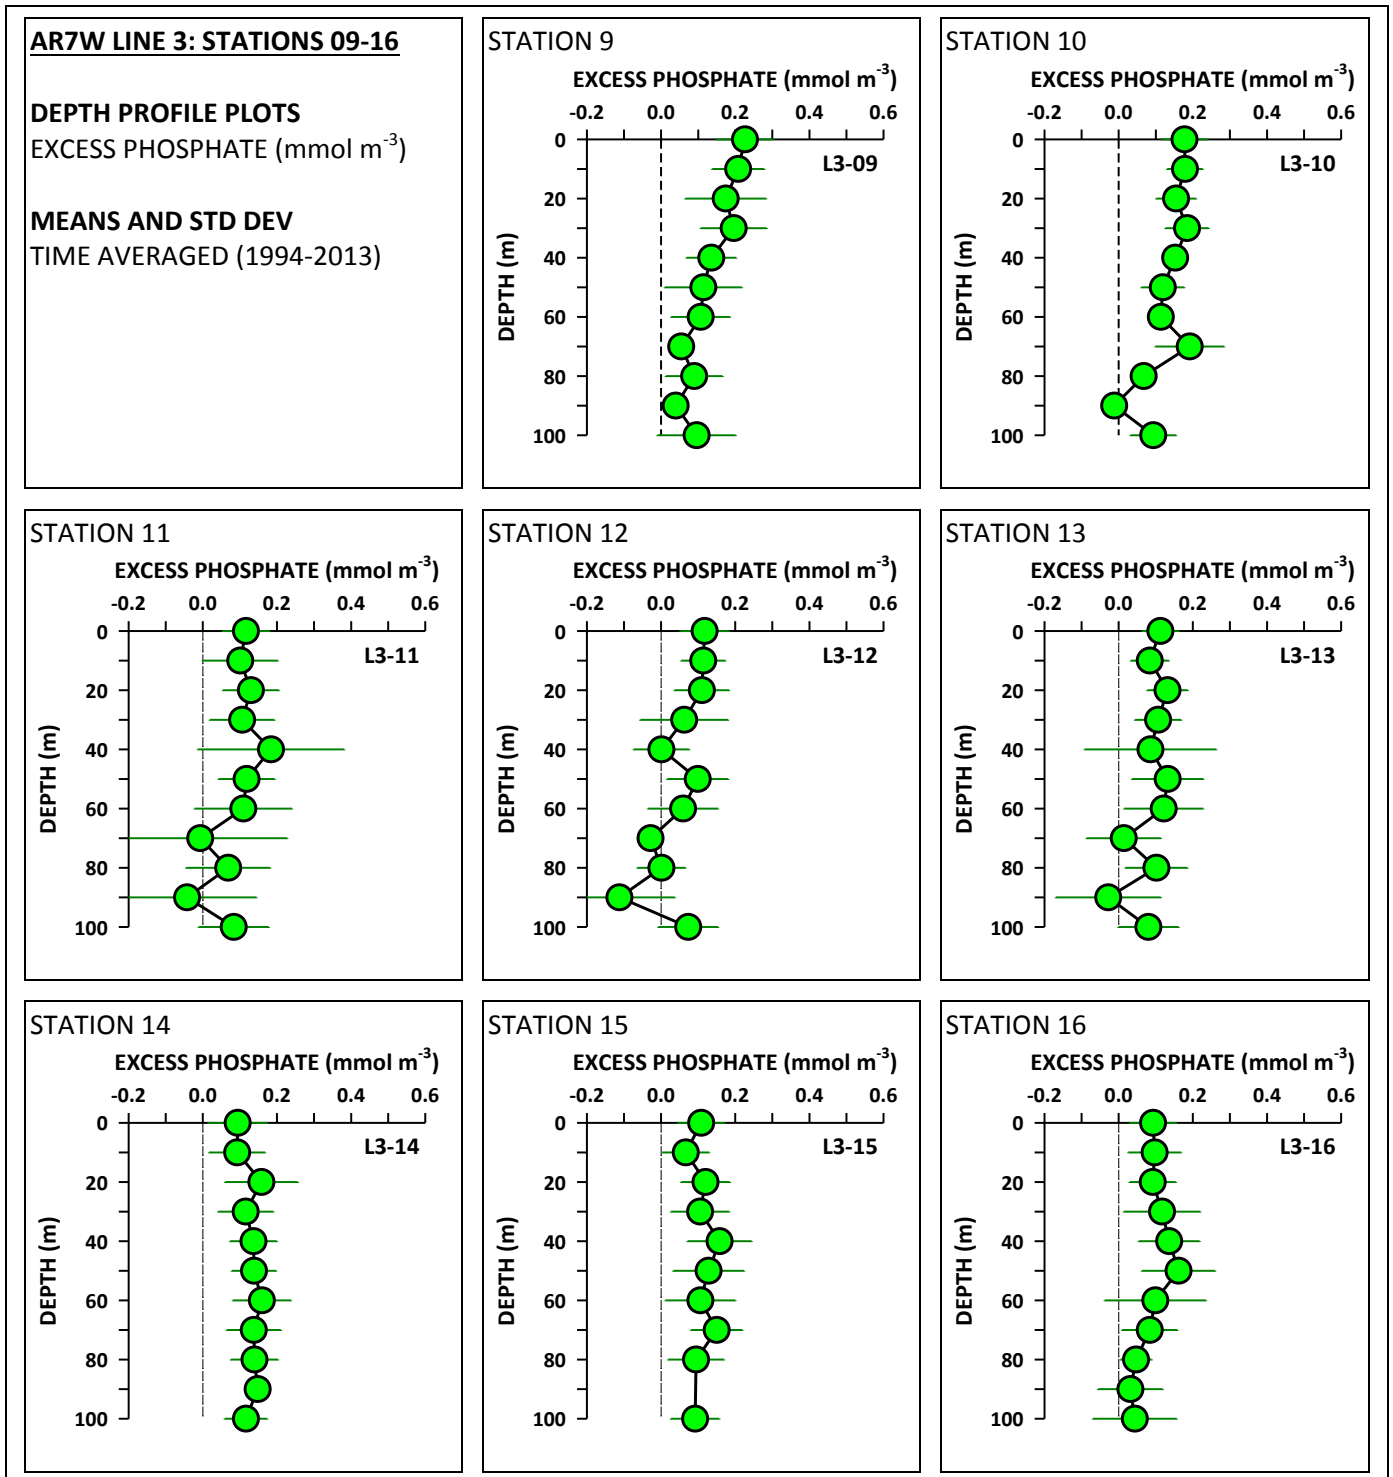 AR7W LINE 3: STATIONS 09-16
DEPTH PROFILE PLOTS
EXCESS PHOSPHATE (mmol m⁻³)
MEANS AND STD DEV
TIME AVERAGED (1994-2013)
STATION 9
EXCESS PHOSPHATE (mmol m⁻³)
-0.2 0.0 0.2 0.4 0.6
L3-09
DEPTH (m)
0
20
40
60
80
100
STATION 10
EXCESS PHOSPHATE (mmol m⁻³)
-0.2 0.0 0.2 0.4 0.6
L3-10
DEPTH (m)
0
20
40
60
80
100
STATION 11
EXCESS PHOSPHATE (mmol m⁻³)
-0.2 0.0 0.2 0.4 0.6
L3-11
DEPTH (m)
0
20
40
60
80
100
STATION 12
EXCESS PHOSPHATE (mmol m⁻³)
-0.2 0.0 0.2 0.4 0.6
L3-12
DEPTH (m)
0
20
40
60
80
100
STATION 13
EXCESS PHOSPHATE (mmol m⁻³)
-0.2 0.0 0.2 0.4 0.6
L3-13
DEPTH (m)
0
20
40
60
80
100
STATION 14
EXCESS PHOSPHATE (mmol m⁻³)
-0.2 0.0 0.2 0.4 0.6
L3-14
DEPTH (m)
0
20
40
60
80
100
STATION 15
EXCESS PHOSPHATE (mmol m⁻³)
-0.2 0.0 0.2 0.4 0.6
L3-15
DEPTH (m)
0
20
40
60
80
100
STATION 16
EXCESS PHOSPHATE (mmol m⁻³)
-0.2 0.0 0.2 0.4 0.6
L3-16
DEPTH (m)
0
20
40
60
80
100